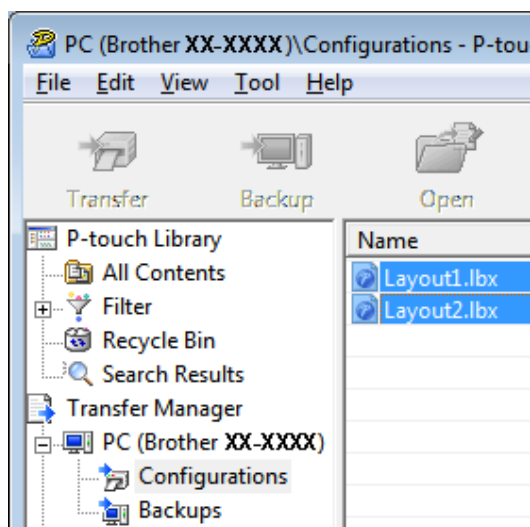 PC (Brother XX-XXXX)\Configurations - P-tou
File Edit View Tool Help
Transfer Backup Open
P-touch Library
All Contents
Filter
Recycle Bin
Search Results
Transfer Manager
PC (Brother XX-XXXX)
Configurations
Backups
Name
Layout1.lbx
Layout2.lbx